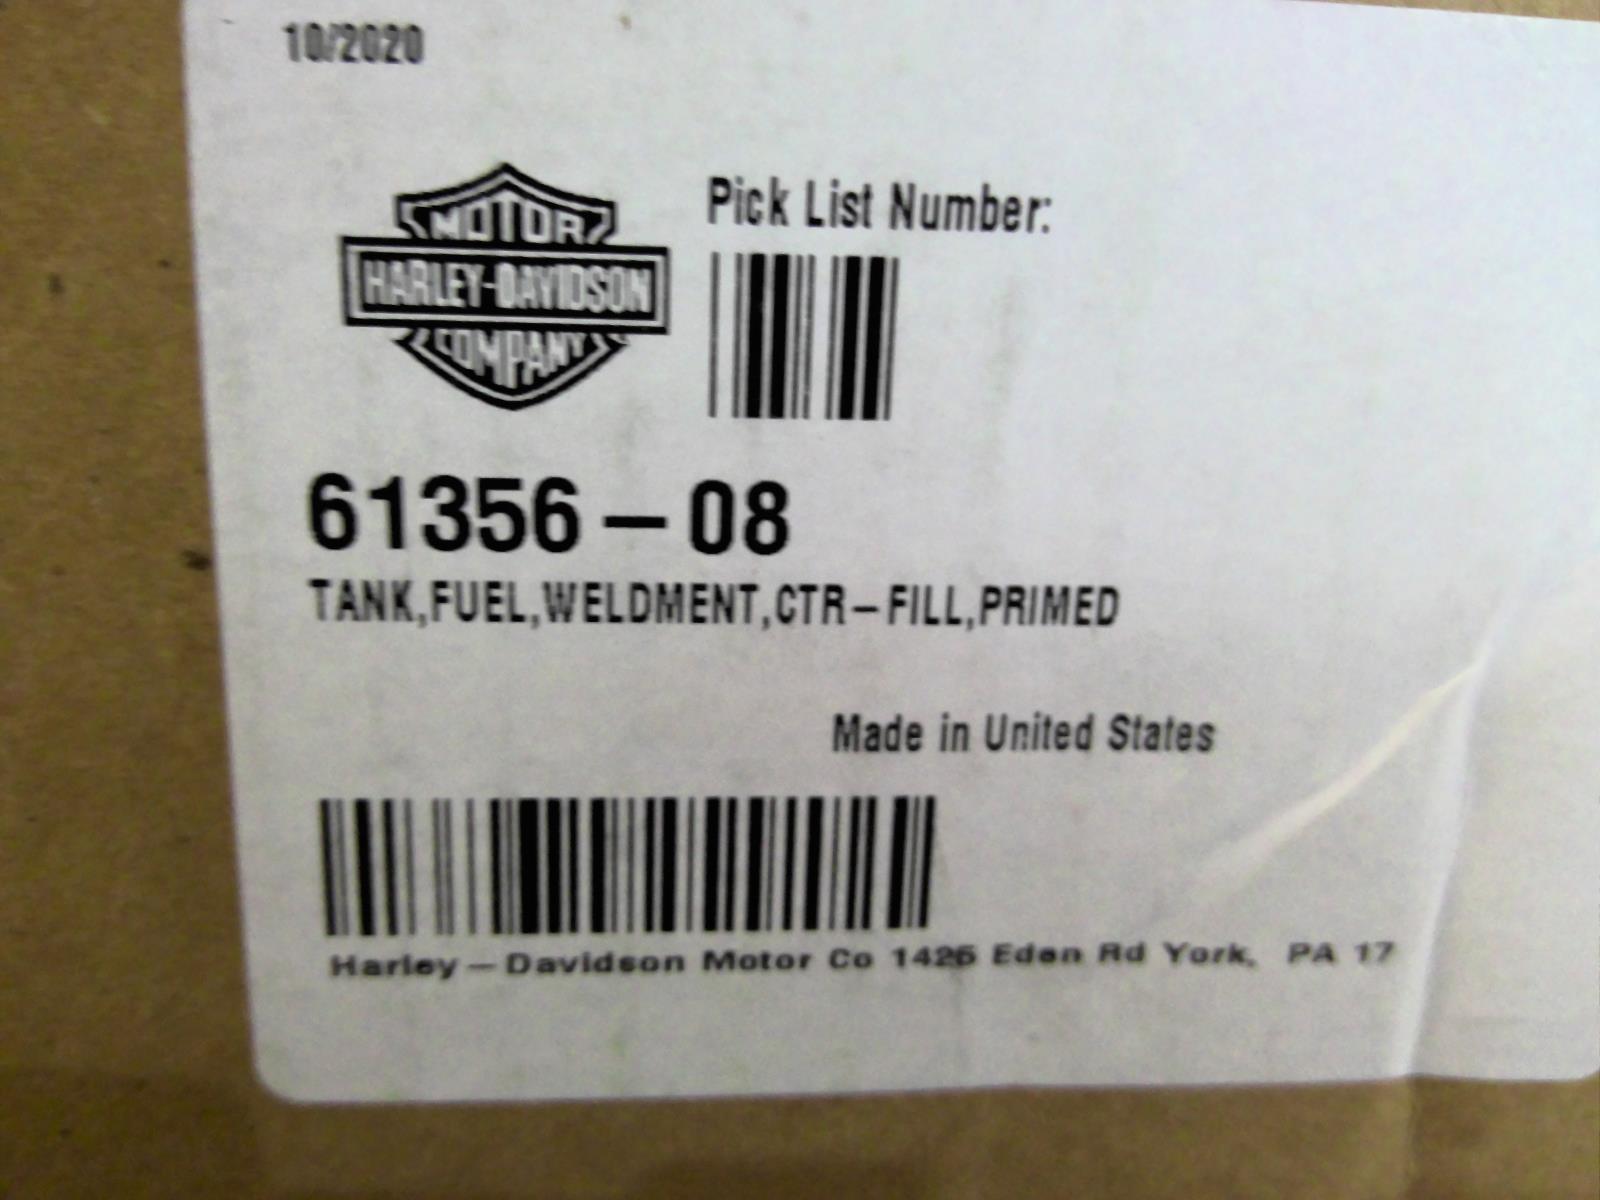 10/2020
MOTOR
HARLEY-DAVIDSON
COMPANY
Pick List Number:
61356-08
TANK,FUEL,WELDMENT,CTR-FILL,PRIMED
Made in United States
Harley-Davidson Motor Co 1425 Eden Rd York, PA 17